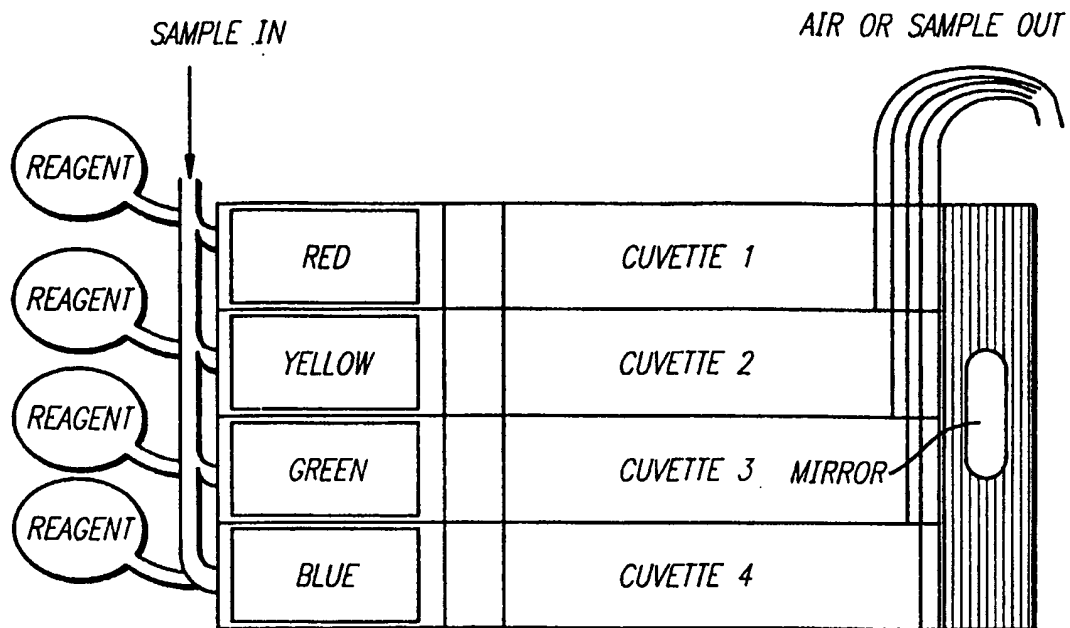 SAMPLE IN
AIR OR SAMPLE OUT
REAGENT
RED
CUVETTE 1
REAGENT
YELLOW
CUVETTE 2
REAGENT
GREEN
CUVETTE 3
MIRROR
REAGENT
BLUE
CUVETTE 4